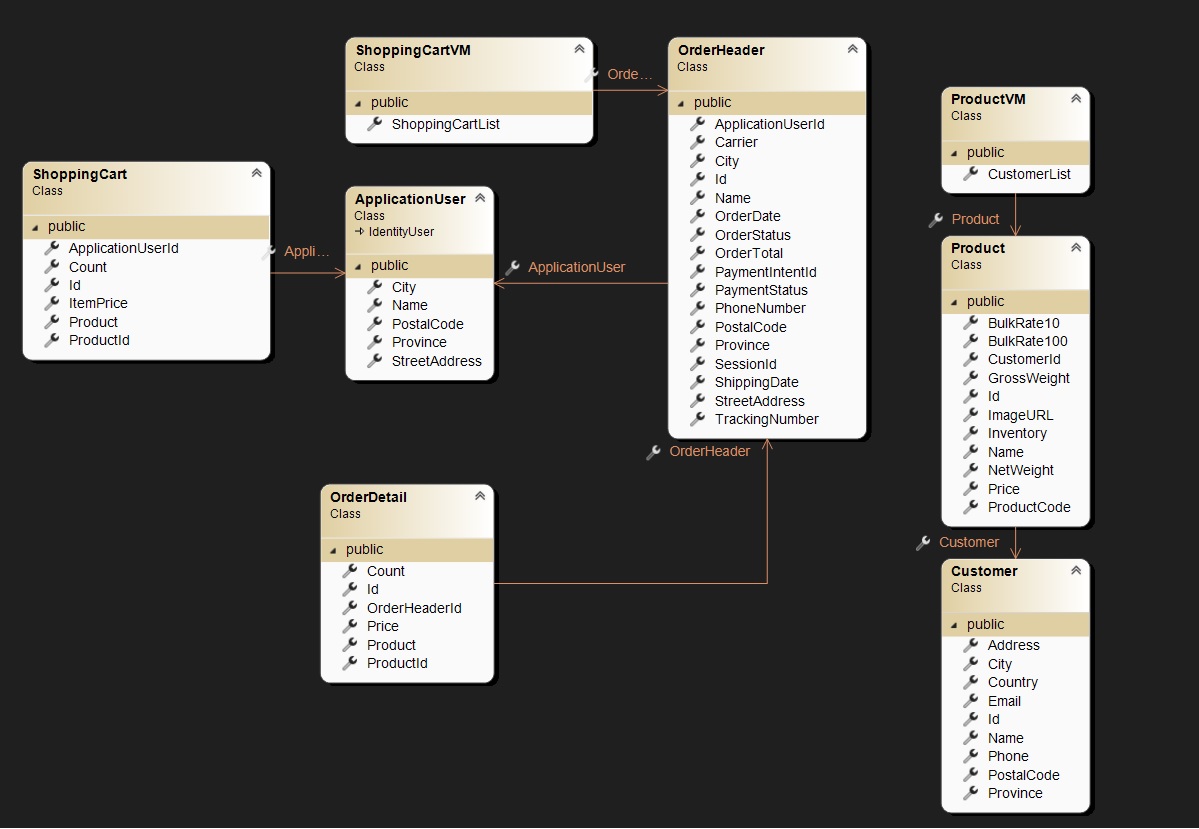 ShoppingCartVM
Class
public
ShoppingCartList
Orde...
OrderHeader
Class
public
ApplicationUserId
Carrier
City
Id
Name
OrderDate
OrderStatus
OrderTotal
PaymentIntentId
PaymentStatus
PhoneNumber
PostalCode
Province
SessionId
ShippingDate
StreetAddress
TrackingNumber
ProductVM
Class
public
CustomerList
Product
ShoppingCart
Class
public
ApplicationUserId
Count
Id
ItemPrice
Product
ProductId
Appli...
ApplicationUser
Class
IdentityUser
public
City
Name
PostalCode
Province
StreetAddress
ApplicationUser
Product
Class
public
BulkRate10
BulkRate100
CustomerId
GrossWeight
Id
ImageURL
Inventory
Name
NetWeight
Price
ProductCode
OrderHeader
OrderDetail
Class
public
Count
Id
OrderHeaderId
Price
Product
ProductId
Customer
Customer
Class
public
Address
City
Country
Email
Id
Name
Phone
PostalCode
Province